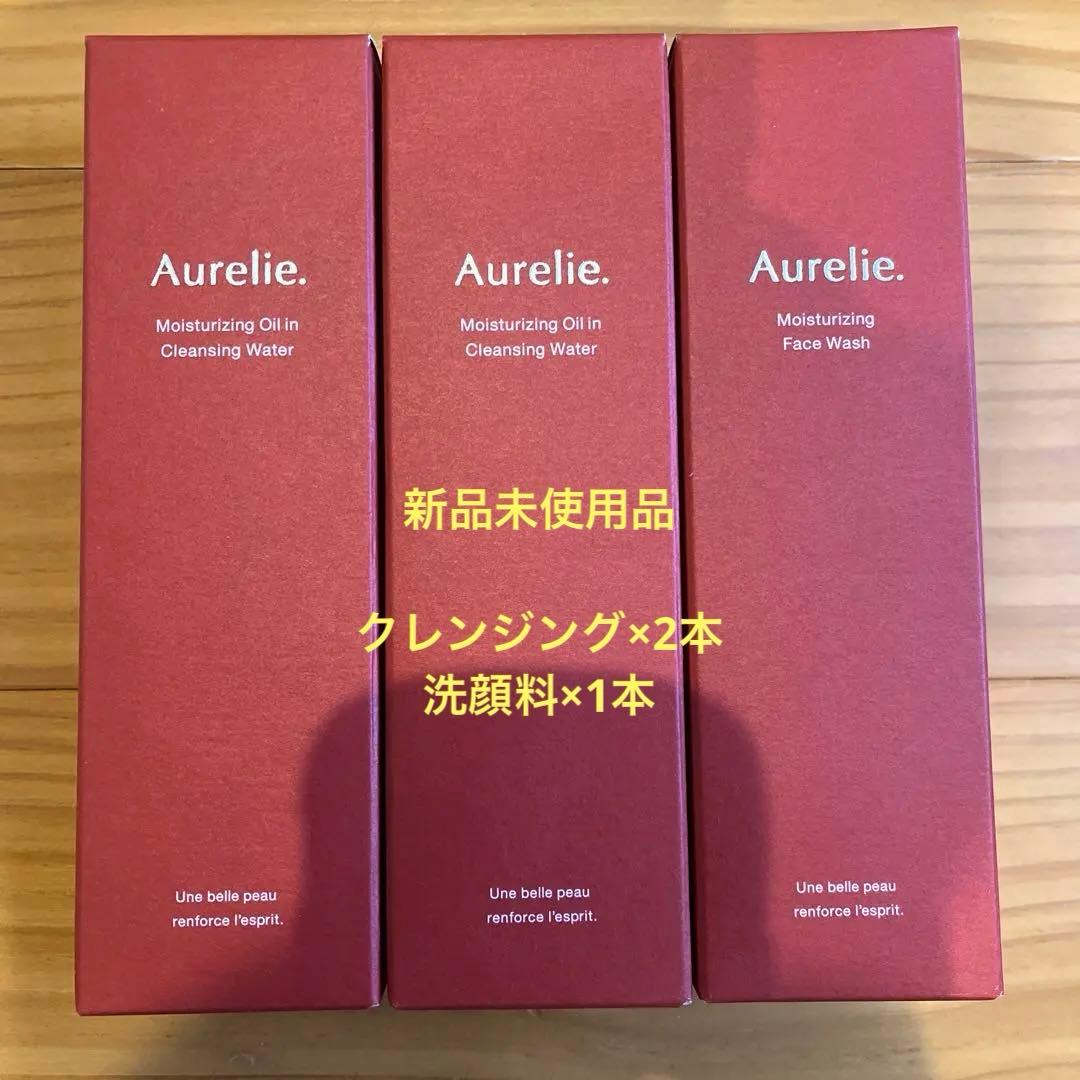 Aurelie.
Moisturizing Oil in
Cleansing Water
Une belle peau
renforce l'esprit.
Aurelie.
Moisturizing Oil in
Cleansing Water
新品未使用品
クレンジング×2本
洗顔料×1本
Une belle peau
renforce l'esprit.
Aurelie.
Moisturizing
Face Wash
Une belle peau
renforce l'esprit.